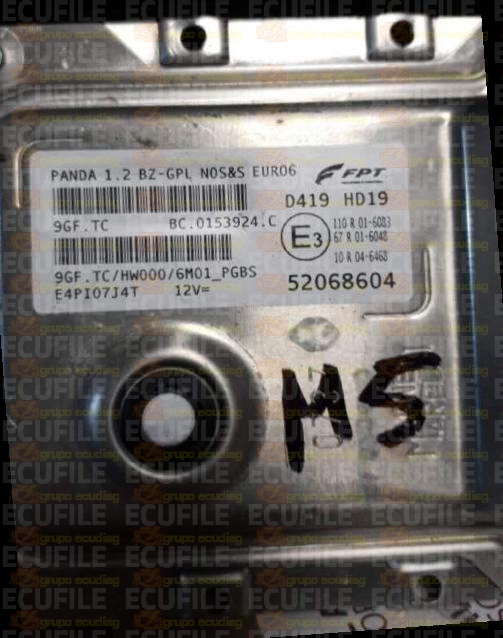 PANDA 1.2 BZ-GPL NOS&S EURO6
FPT
D419 HD19
9GF.TC BC.0153924.C
E3
110 R 01-6083
67 R 01-6048
10 R 04-6468
9GF.TC/HW000/6M01_PGBS
E4PI07J4T 12V=
52068604
M5
ECUFILE
grupo ecudiag